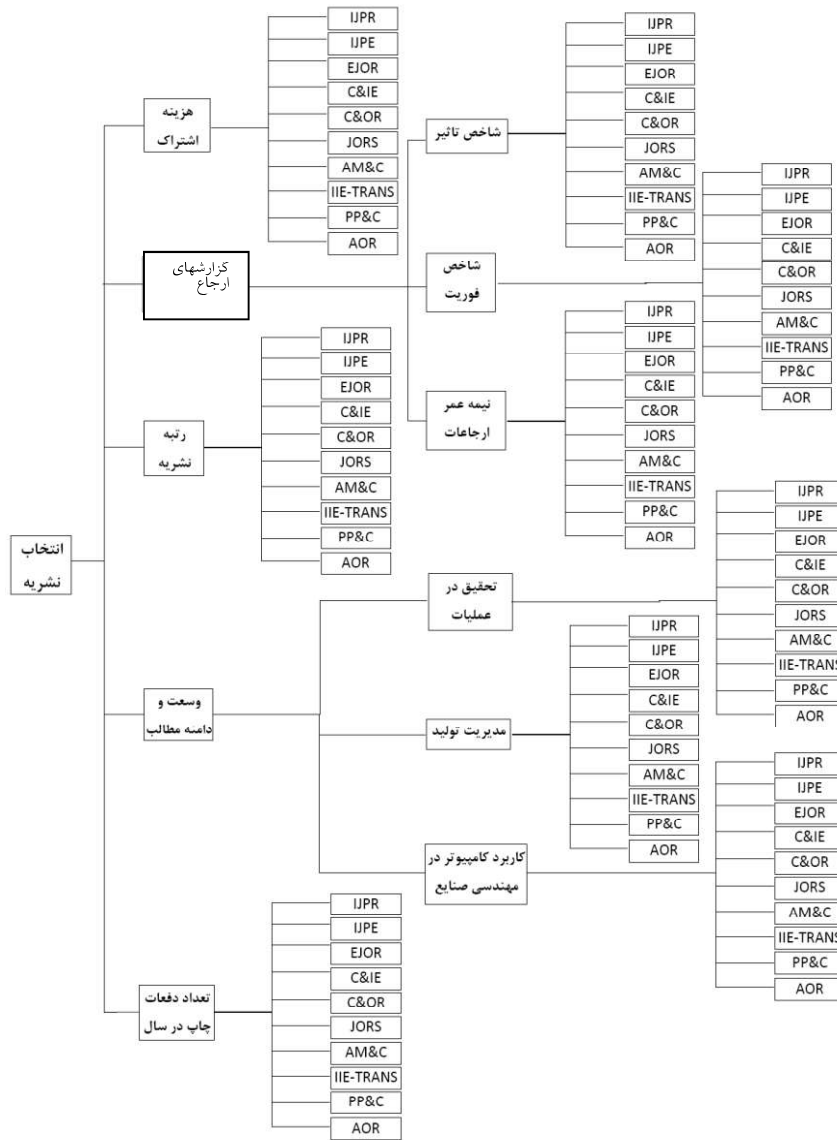 انتخاب
نشریه
هزینه
اشتراک
IJPR
IJPE
EJOR
C&IE
C&OR
JORS
AM&C
IIE-TRANS
PP&C
AOR
گزارشهای
ارجاع
شاخص تاثیر
IJPR
IJPE
EJOR
C&IE
C&OR
JORS
AM&C
IIE-TRANS
PP&C
AOR
شاخص
فوریت
IJPR
IJPE
EJOR
C&IE
C&OR
JORS
AM&C
IIE-TRANS
PP&C
AOR
نیمه عمر
ارجاعات
IJPR
IJPE
EJOR
C&IE
C&OR
JORS
AM&C
IIE-TRANS
PP&C
AOR
رتبه
نشریه
IJPR
IJPE
EJOR
C&IE
C&OR
JORS
AM&C
IIE-TRANS
PP&C
AOR
وسعت و
دامنه مطالب
تحقیق در
عملیات
IJPR
IJPE
EJOR
C&IE
C&OR
JORS
AM&C
IIE-TRANS
PP&C
AOR
مدیریت تولید
IJPR
IJPE
EJOR
C&IE
C&OR
JORS
AM&C
IIE-TRANS
PP&C
AOR
کاربرد کامپیوتر در
مهندسی صنایع
IJPR
IJPE
EJOR
C&IE
C&OR
JORS
AM&C
IIE-TRANS
PP&C
AOR
تعداد دفعات
چاپ در سال
IJPR
IJPE
EJOR
C&IE
C&OR
JORS
AM&C
IIE-TRANS
PP&C
AOR